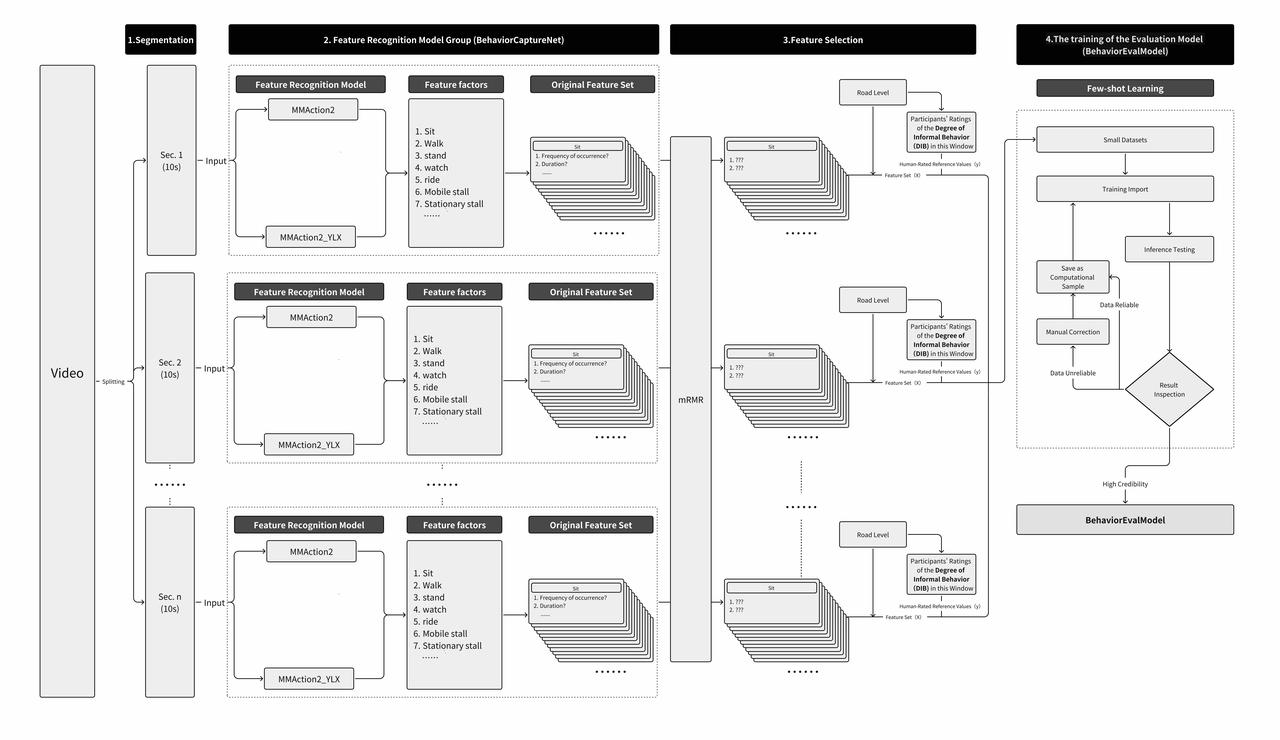 1.Segmentation
2. Feature Recognition Model Group (BehaviorCaptureNet)
3.Feature Selection
4.The training of the Evaluation Model
(BehaviorEvalModel)
Video
Splitting
Sec. 1
(10s)
Input
Feature Recognition Model
MMAction2
MMAction2_YLX
Feature factors
1. Sit
2. Walk
3. stand
4. watch
5. ride
6. Mobile stall
7. Stationary stall
······
Original Feature Set
Sit
1. Frequency of occurrence?
2. Duration?
······
••••••
Sec. 2
(10s)
Input
Feature Recognition Model
MMAction2
MMAction2_YLX
Feature factors
1. Sit
2. Walk
3. stand
4. watch
5. ride
6. Mobile stall
7. Stationary stall
······
Original Feature Set
Sit
1. Frequency of occurrence?
2. Duration?
······
••••••
••••••
••••••
Sec. n
(10s)
Input
Feature Recognition Model
MMAction2
MMAction2_YLX
Feature factors
1. Sit
2. Walk
3. stand
4. watch
5. ride
6. Mobile stall
7. Stationary stall
······
Original Feature Set
Sit
1. Frequency of occurrence?
2. Duration?
······
••••••
mRMR
Sit
1. ???
2. ???
••••••
Road Level
Participants' Ratings
of the Degree of
Informal Behavior
(DIB) in this Window
Human-Rated Reference Values (y)
Feature Set (X)
Sit
1. ???
2. ???
••••••
Road Level
Participants' Ratings
of the Degree of
Informal Behavior
(DIB) in this Window
Human-Rated Reference Values (y)
Feature Set (X)
••••••
Sit
1. ???
2. ???
••••••
Road Level
Participants' Ratings
of the Degree of
Informal Behavior
(DIB) in this Window
Human-Rated Reference Values (y)
Feature Set (X)
Few-shot Learning
Small Datasets
Training Import
Inference Testing
Save as
Computational
Sample
Data Reliable
Manual Correction
Data Unreliable
Result
Inspection
High Credibility
BehaviorEvalModel